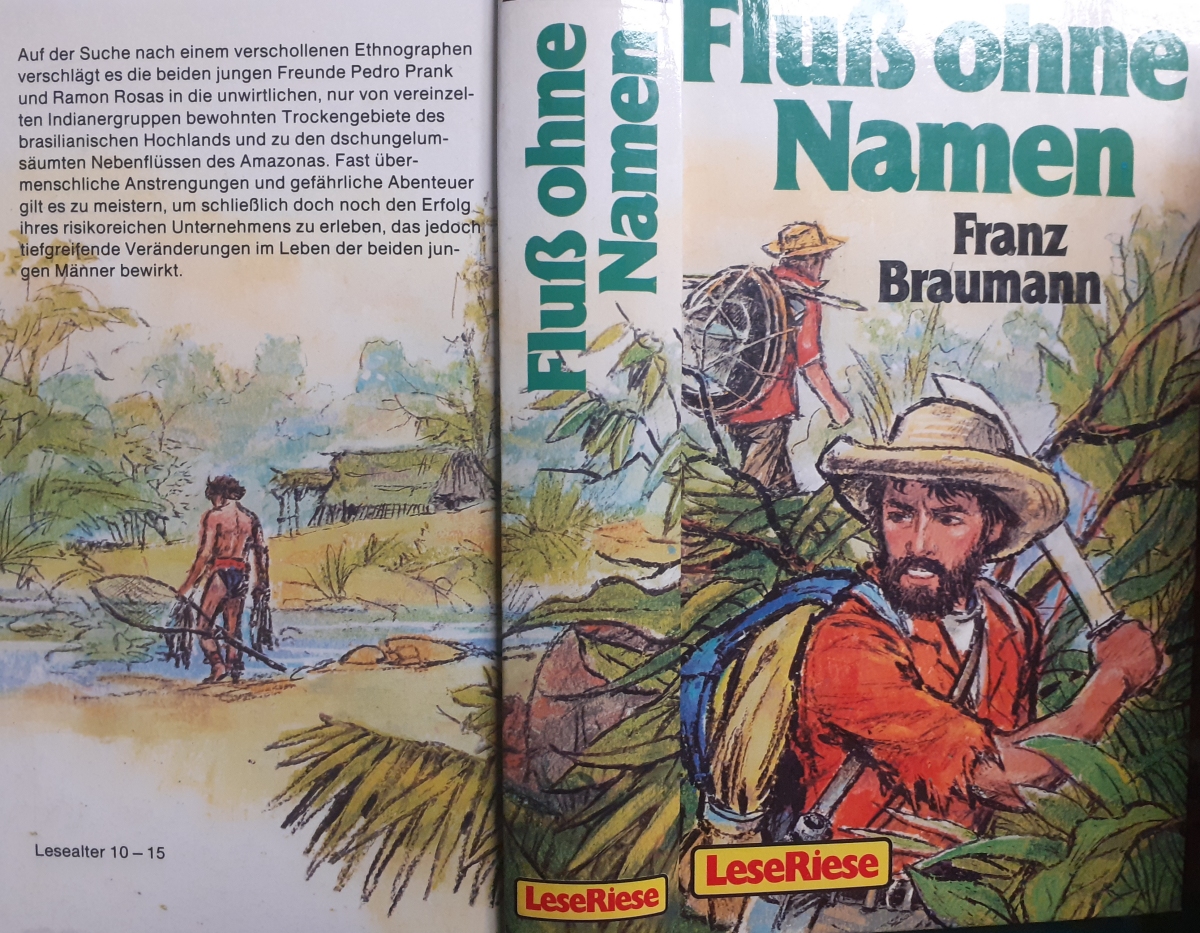 Auf der Suche nach einem verschollenen Ethnographen
verschlägt es die beiden jungen Freunde Pedro Prank
und Ramon Rosas in die unwirtlichen, nur von vereinzel-
ten Indianergruppen bewohnten Trockengebiete des
brasilianischen Hochlands und zu den dschungelum-
säumten Nebenflüssen des Amazonas. Fast über-
menschliche Anstrengungen und gefährliche Abenteuer
gilt es zu meistern, um schließlich doch noch den Erfolg
ihres risikoreichen Unternehmens zu erleben, das jedoch
tiefgreifende Veränderungen im Leben der beiden jun-
gen Männer bewirkt.
Lesealter 10 – 15
Fluß ohne
Namen
LeseRiese
Fluß ohne
Namen
Franz
Braumann
LeseRiese